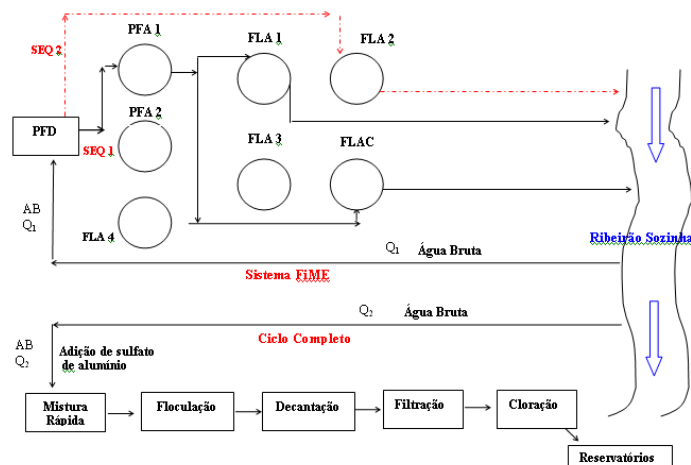 PFA 1
FLA 1
FLA 2
SEQ 2
PFA 2
PFD
FLA 3
FLAC
SEQ 1
AB
Q1
FLA 4
Ribeirão Sozinha
Q1 Água Bruta
Sistema FiME
Q2 Água Bruta
Ciclo Completo
AB
Q2
Adição de sulfato
de alumínio
Mistura
Rápida
Floculação
Decantação
Filtração
Cloração
Reservatórios